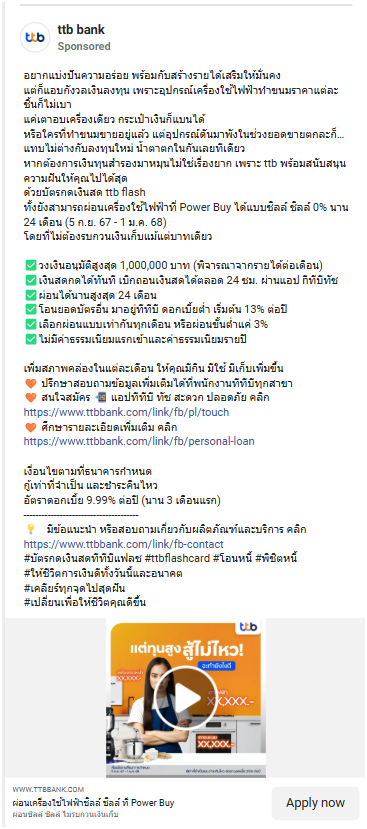 ttb bank
Sponsored
อยากแบ่งปันความอร่อย พร้อมกับสร้างรายได้เสริมให้มั่นคง
แต่ก็แอบกังวลเงินลงทุน เพราะอุปกรณ์เครื่องใช้ไฟฟ้าทำขนมราคาแต่ละ
ชิ้นก็ไม่เบา
แค่เตาอบเครื่องเดียว กระเป๋าเงินก็แบนได้
หรือใครที่ทำขนมขายอยู่แล้ว แต่อุปกรณ์ดันมาพังในช่วงยอดขายตกละก็...
แทบไม่ต่างกับลงทุนใหม่ น้ำตาตกในกันเลยทีเดียว
หากต้องการเงินทุนสำรองมาหมุนไม่ใช่เรื่องยาก เพราะ ttb พร้อมสนับสนุน
ความฝันให้คุณไปได้สุด
ด้วยบัตรกดเงินสด ttb flash
ทั้งยังสามารถผ่อนเครื่องใช้ไฟฟ้าที่ Power Buy ได้แบบชิลล์ ชิลล์ 0% นาน
24 เดือน (5 ก.ย. 67 - 1 ม.ค. 68)
โดยที่ไม่ต้องรบกวนเงินเก็บแม้แต่บาทเดียว
✅วงเงินอนุมัติสูงสุด 1,000,000 บาท (พิจารณาจากรายได้ต่อเดือน)
✅เงินสดกดได้ทันที เบิกถอนเงินสดได้ตลอด 24 ชม. ผ่านแอป ทีทีบีทัช
✅ผ่อนได้นานสูงสุด 24 เดือน
✅โอนยอดบัตรอื่น มาอยู่ทีทีบี ดอกเบี้ยต่ำ เริ่มต้น 13% ต่อปี
✅เลือกผ่อนแบบเท่ากันทุกเดือน หรือผ่อนขั้นต่ำแค่ 3%
✅ไม่มีค่าธรรมเนียมแรกเข้าและค่าธรรมเนียมรายปี
เพิ่มสภาพคล่องในแต่ละเดือน ให้คุณมีกิน มีใช้ มีเก็บเพิ่มขึ้น
🧡 ปรึกษาสอบถามข้อมูลเพิ่มเติมได้ที่พนักงานทีทีบีทุกสาขา
🧡 สนใจสมัคร 📲 แอปทีทีบี ทัช สะดวก ปลอดภัย คลิก
https://www.ttbbank.com/link/fb/pl/touch
🧡 ศึกษารายละเอียดเพิ่มเติม คลิก
https://www.ttbbank.com/link/fb/personal-loan
เงื่อนไขตามที่ธนาคารกำหนด
กู้เท่าที่จำเป็น และชำระคืนไหว
อัตราดอกเบี้ย 9.99% ต่อปี (นาน 3 เดือนแรก)
--------------------------------------
💡 มีข้อแนะนำ หรือสอบถามเกี่ยวกับผลิตภัณฑ์และบริการ คลิก
https://www.ttbbank.com/link/fb-contact
#บัตรกดเงินสดทีทีบีแฟลช #ttbflashcard #โอนหนี้ #พิชิตหนี้
#ให้ชีวิตการเงินดีทั้งวันนี้และอนาคต
#เคลียร์ทุกจุดไปสุดฝัน
#เปลี่ยนเพื่อให้ชีวิตคุณดีขึ้น
ttb
แต่ทุนสูง สู้ไม่ไหว!
จะทำยังไงดี
XX,XXX.-
XX,XXX.-
XX,XXX.-
WWW.TTBBANK.COM
ผ่อนเครื่องใช้ไฟฟ้าชิลล์ ชิลล์ ที่ Power Buy
ผ่อนชิลล์ ชิลล์ ไม่รบกวนเงินเก็บ
Apply now